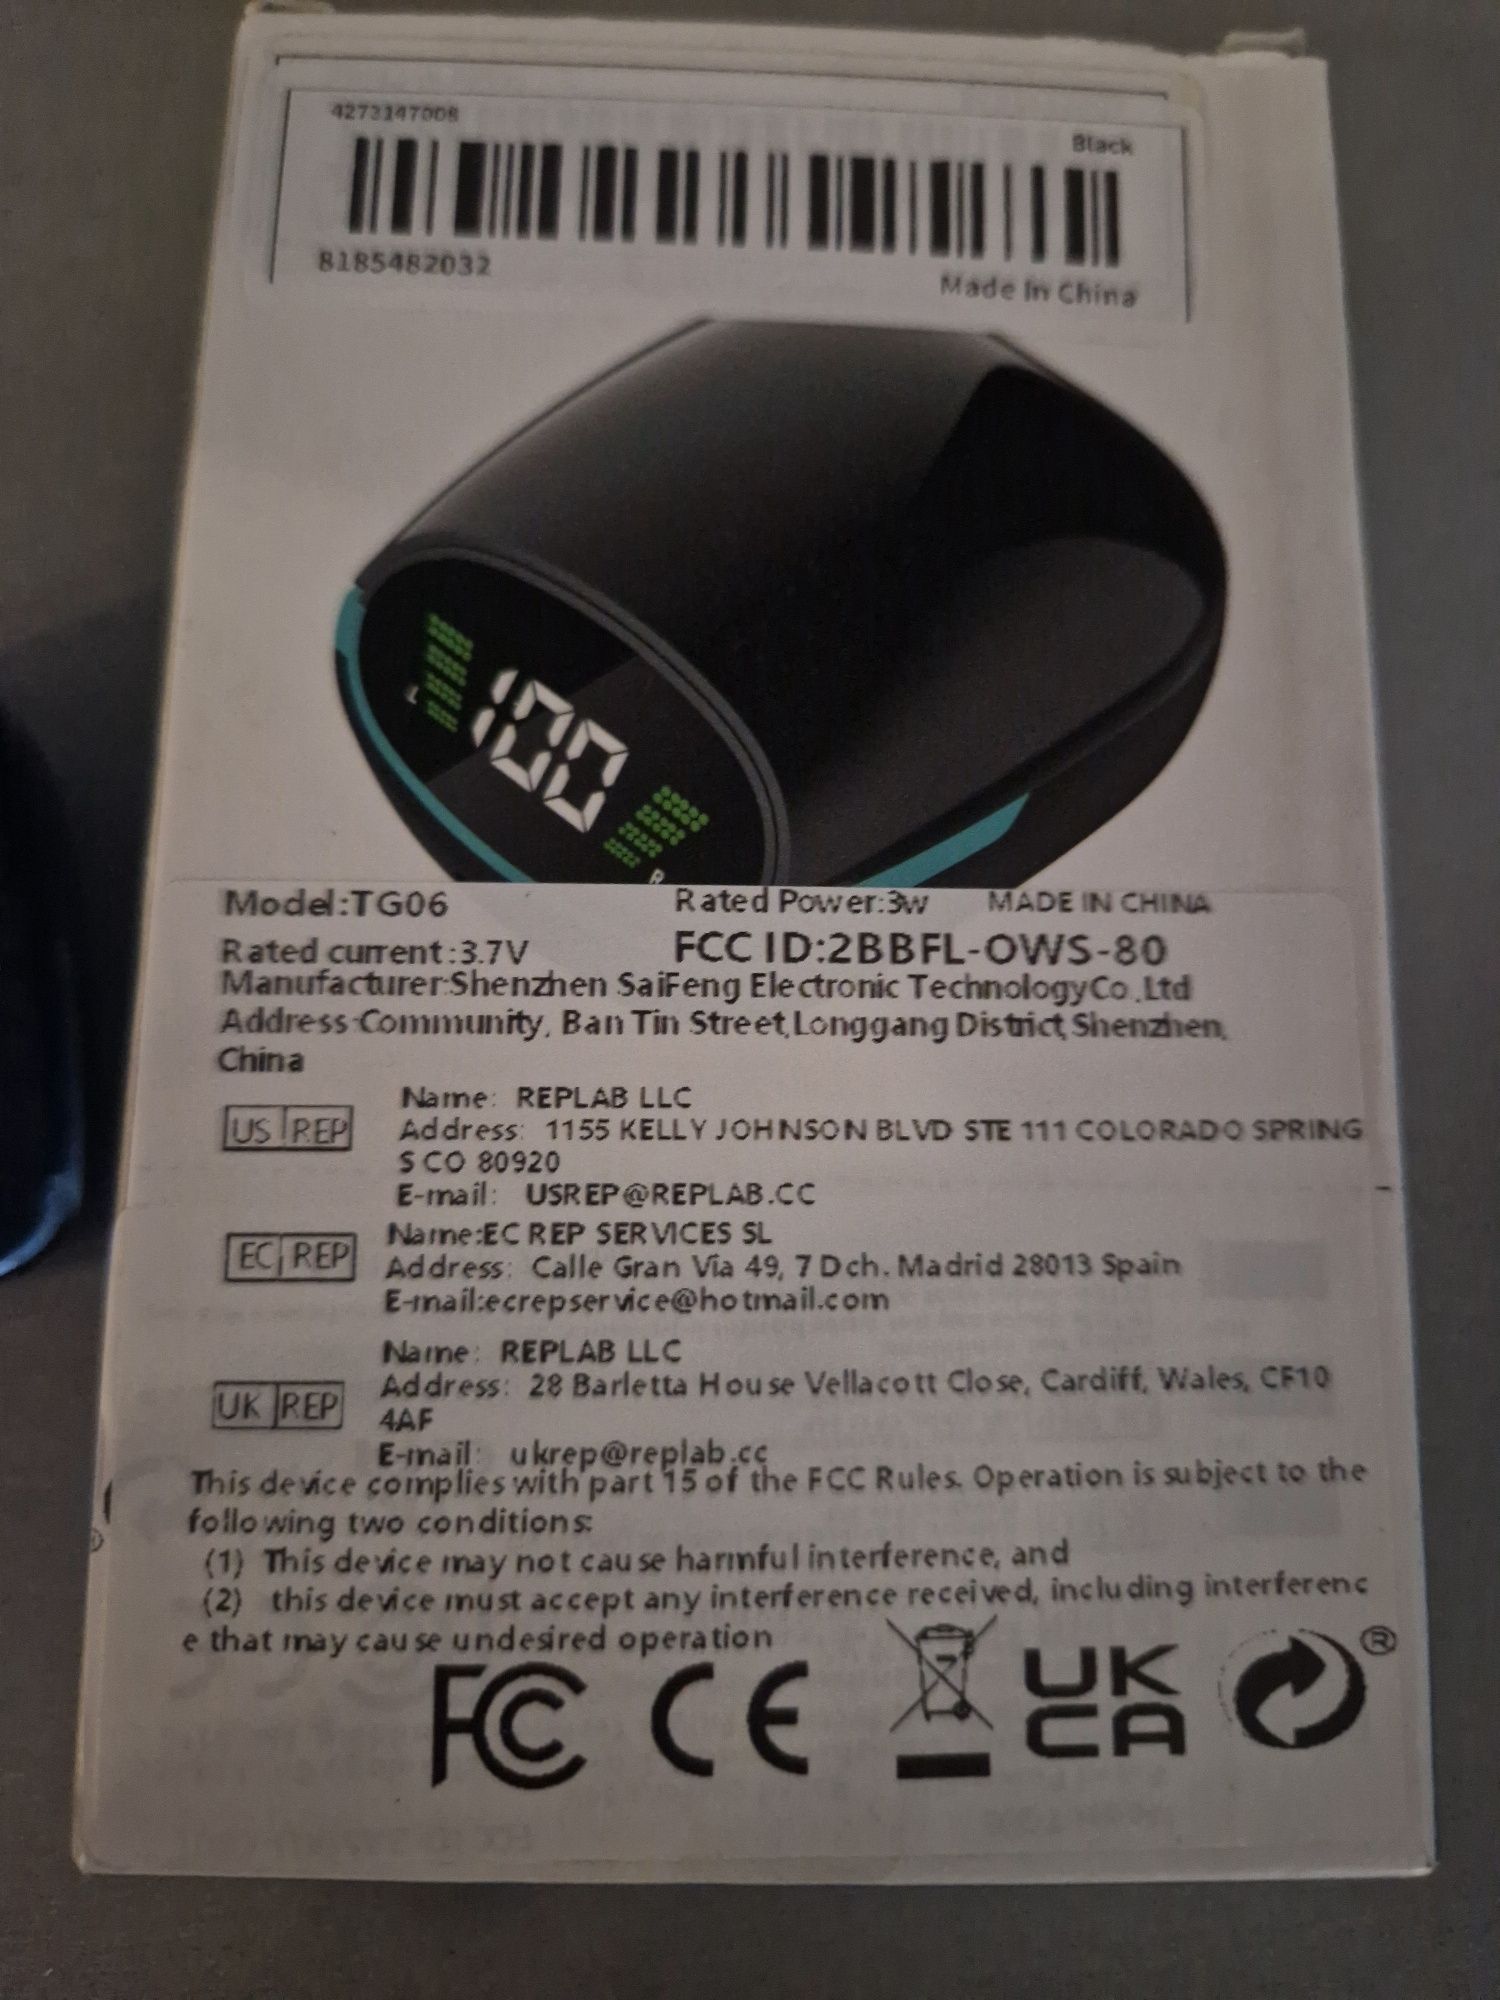 4273147008
Black
8185482032
Made In China
L
100
R
Model:TG06 Rated Power:3w MADE IN CHINA
Rated current:3.7V FCC ID:2BBFL-OWS-80
Manufacturer:Shenzhen SaiFeng Electronic TechnologyCo.,Ltd
Address:Community, Ban Tin Street,Longgang District,Shenzhen,
China
Name: REPLAB LLC
US REP Address: 1155 KELLY JOHNSON BLVD STE 111 COLORADO SPRING
S CO 80920
E-mail: USREP@REPLAB.CC
Name:EC REP SERVICES SL
EC REP Address: Calle Gran Via 49, 7 Dch. Madrid 28013 Spain
E-mail:ecrepservice@hotmail.com
Name: REPLAB LLC
UK REP Address: 28 Barletta House Vellacott Close, Cardiff, Wales, CF10
4AF
E-mail: ukrep@replab.cc
This device complies with part 15 of the FCC Rules. Operation is subject to the
following two conditions:
(1) This device may not cause harmful interference, and
(2) this device must accept any interference received, including interferenc
e that may cause undesired operation
FC CE UK
CA ®